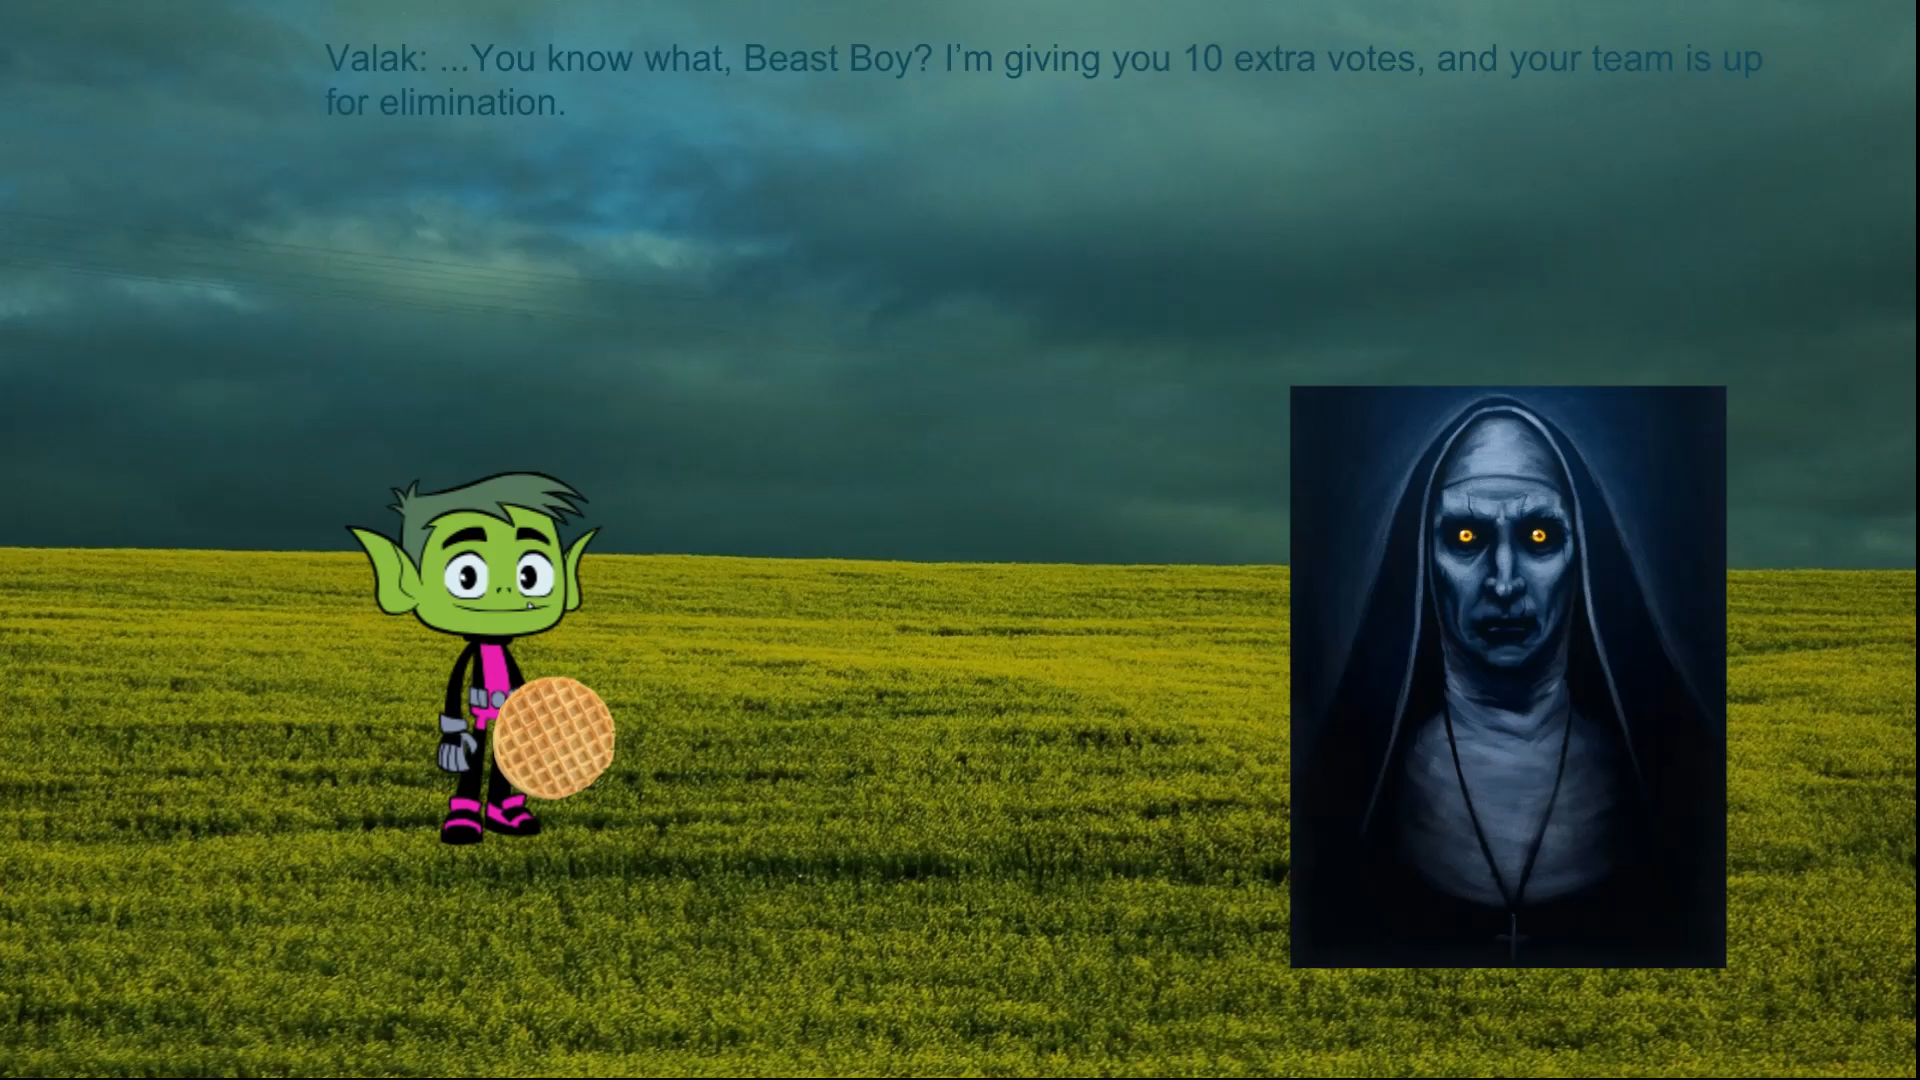 Valak: ...You know what, Beast Boy? I’m giving you 10 extra votes, and your team is up
for elimination.